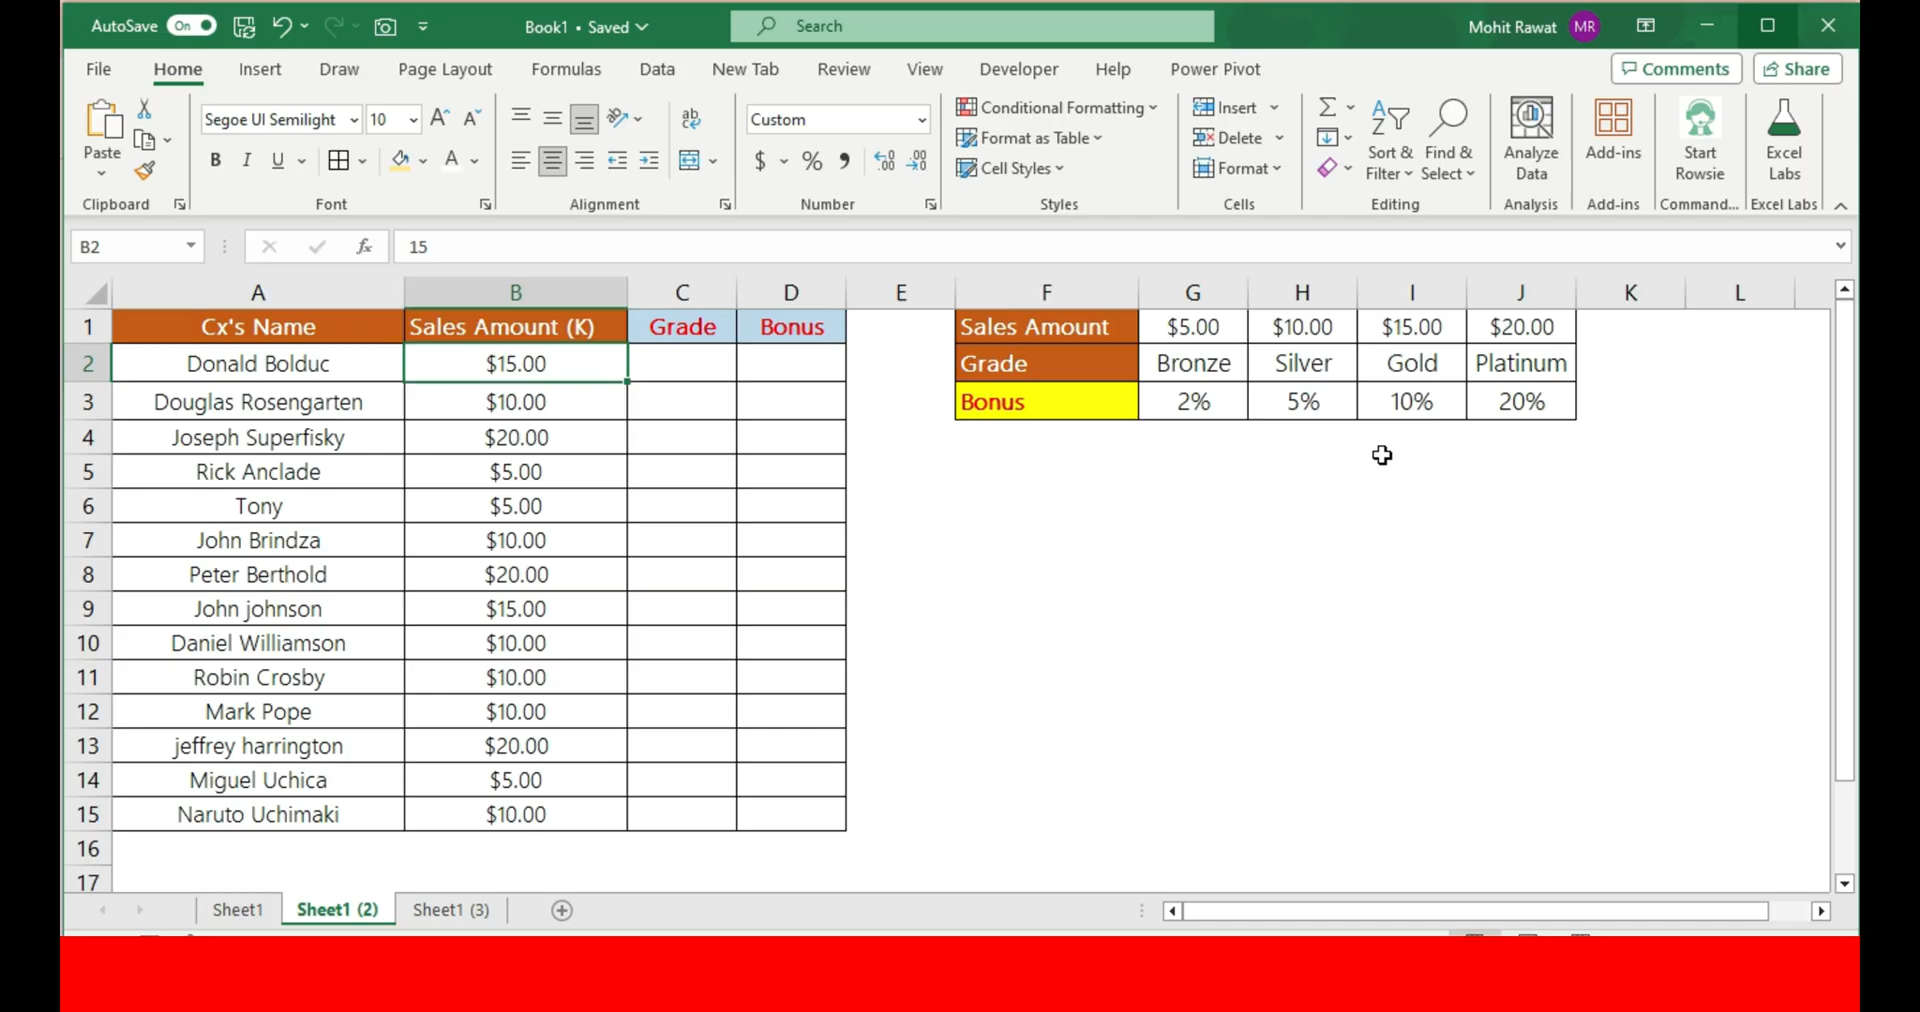 AutoSave On Book1 • Saved Search Mohit Rawat MR
File Home Insert Draw Page Layout Formulas Data New Tab Review View Developer Help Power Pivot Comments Share
Paste
Clipboard
Segoe UI Semilight 10
B I U A
Font
ab
Alignment
Custom
$ % 9 .00
Number
Conditional Formatting
Format as Table
Cell Styles
Styles
Insert
Delete
Format
Cells
Sort & Filter
Find & Select
Editing
Analyze Data
Analysis
Add-ins
Add-ins
Start Rowsie
Command...
Excel Labs
Excel Labs
B2 fx 15
A B C D E F G H I J K L
1 Cx's Name Sales Amount (K) Grade Bonus Sales Amount $5.00 $10.00 $15.00 $20.00
2 Donald Bolduc $15.00 Grade Bronze Silver Gold Platinum
3 Douglas Rosengarten $10.00 Bonus 2% 5% 10% 20%
4 Joseph Superfisky $20.00
5 Rick Anclade $5.00
6 Tony $5.00
7 John Brindza $10.00
8 Peter Berthold $20.00
9 John johnson $15.00
10 Daniel Williamson $10.00
11 Robin Crosby $10.00
12 Mark Pope $10.00
13 jeffrey harrington $20.00
14 Miguel Uchica $5.00
15 Naruto Uchimaki $10.00
16
17
Sheet1 Sheet1 (2) Sheet1 (3)